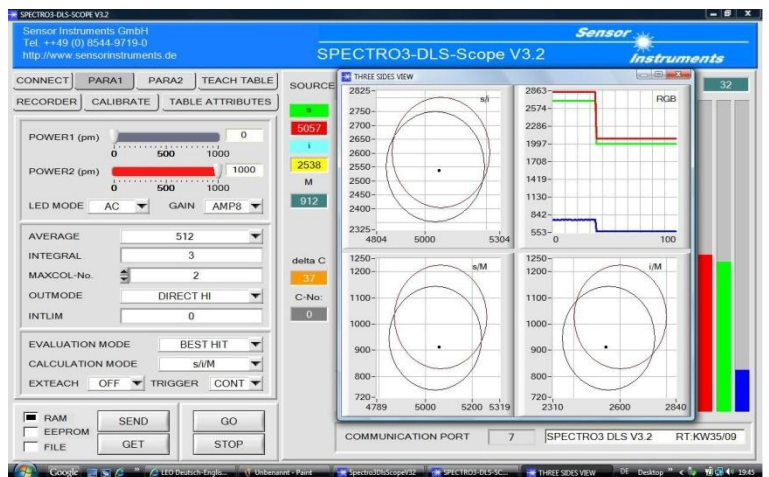 SPECTRO3-DLS-SCOPE V3.2
Sensor Instruments GmbH
Tel. ++49 (0) 8544-9719-0
http://www.sensorinstruments.de
SPECTRO3-DLS-Scope V3.2
Sensor
Instruments
CONNECT PARA1 PARA2 TEACH TABLE
RECORDER CALIBRATE TABLE ATTRIBUTES
POWER1 (pm) 0
0 500 1000
POWER2 (pm) 1000
0 500 1000
LED MODE AC GAIN AMP8
AVERAGE 512
INTEGRAL 3
MAXCOL-No. 2
OUTMODE DIRECT HI
INTLIM 0
EVALUATION MODE BEST HIT
CALCULATION MODE s/i/M
EXTEACH OFF TRIGGER CONT
RAM
EEPROM
FILE
SEND GO
GET STOP
SOURCE
s
5057
i
2538
M
912
delta C
37
C-No:
0
32
THREE SIDES VIEW
s/i
2825-
2750-
2700-
2650-
2600-
2550-
2500-
2450-
2400-
2325-
4804 5000 5304
RGB
2863-
2574-
2286-
1997-
1708-
1419-
1130-
842-
553-
0 100
s/M
1250-
1200-
1100-
1000-
900-
800-
720-
4789 5000 5200 5319
i/M
1250-
1200-
1100-
1000-
900-
800-
720-
2310 2600 2840
COMMUNICATION PORT 7 SPECTRO3 DLS V3.2 RT:KW35/09
Google
LEO Deutsch-Englis...
Unbenannt - Paint
Spectro3DlsScopeV32
SPECTRO3-DLS-SC...
THREE SIDES VIEW
DE Desktop
19:45